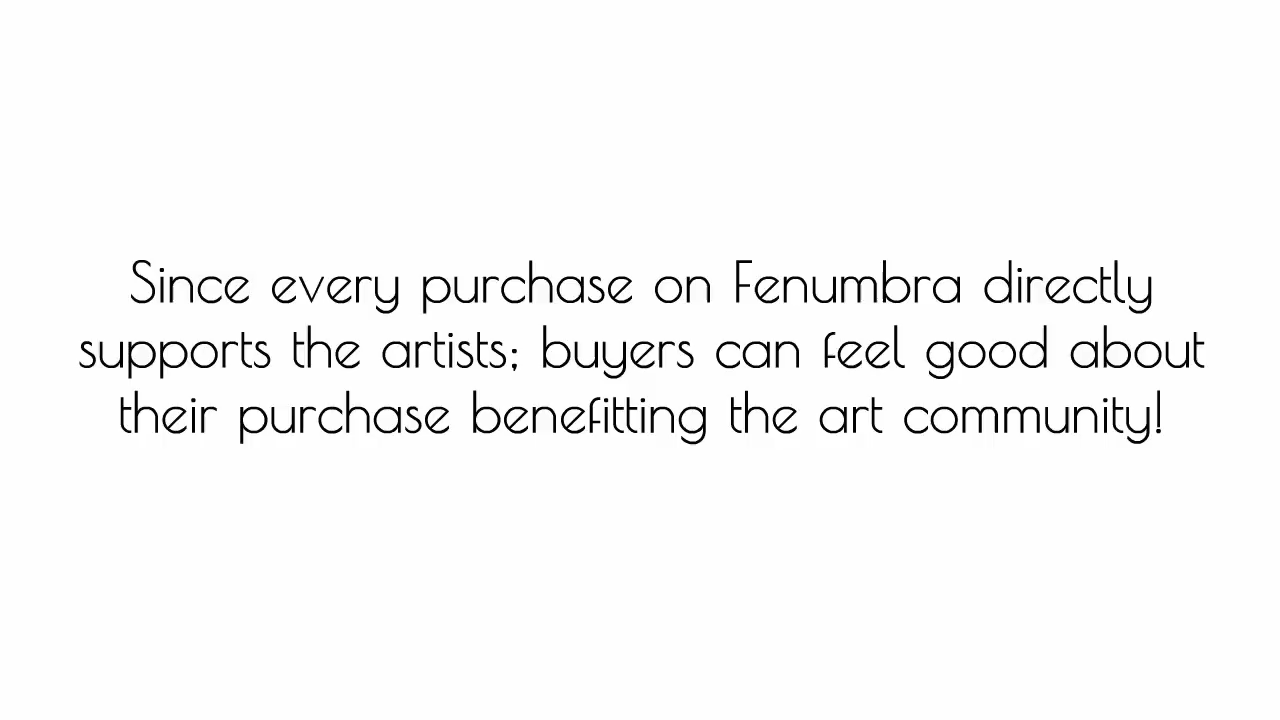 Since every purchase on Fenumbra directly
supports the artists; buyers can feel good about
their purchase benefitting the art community!